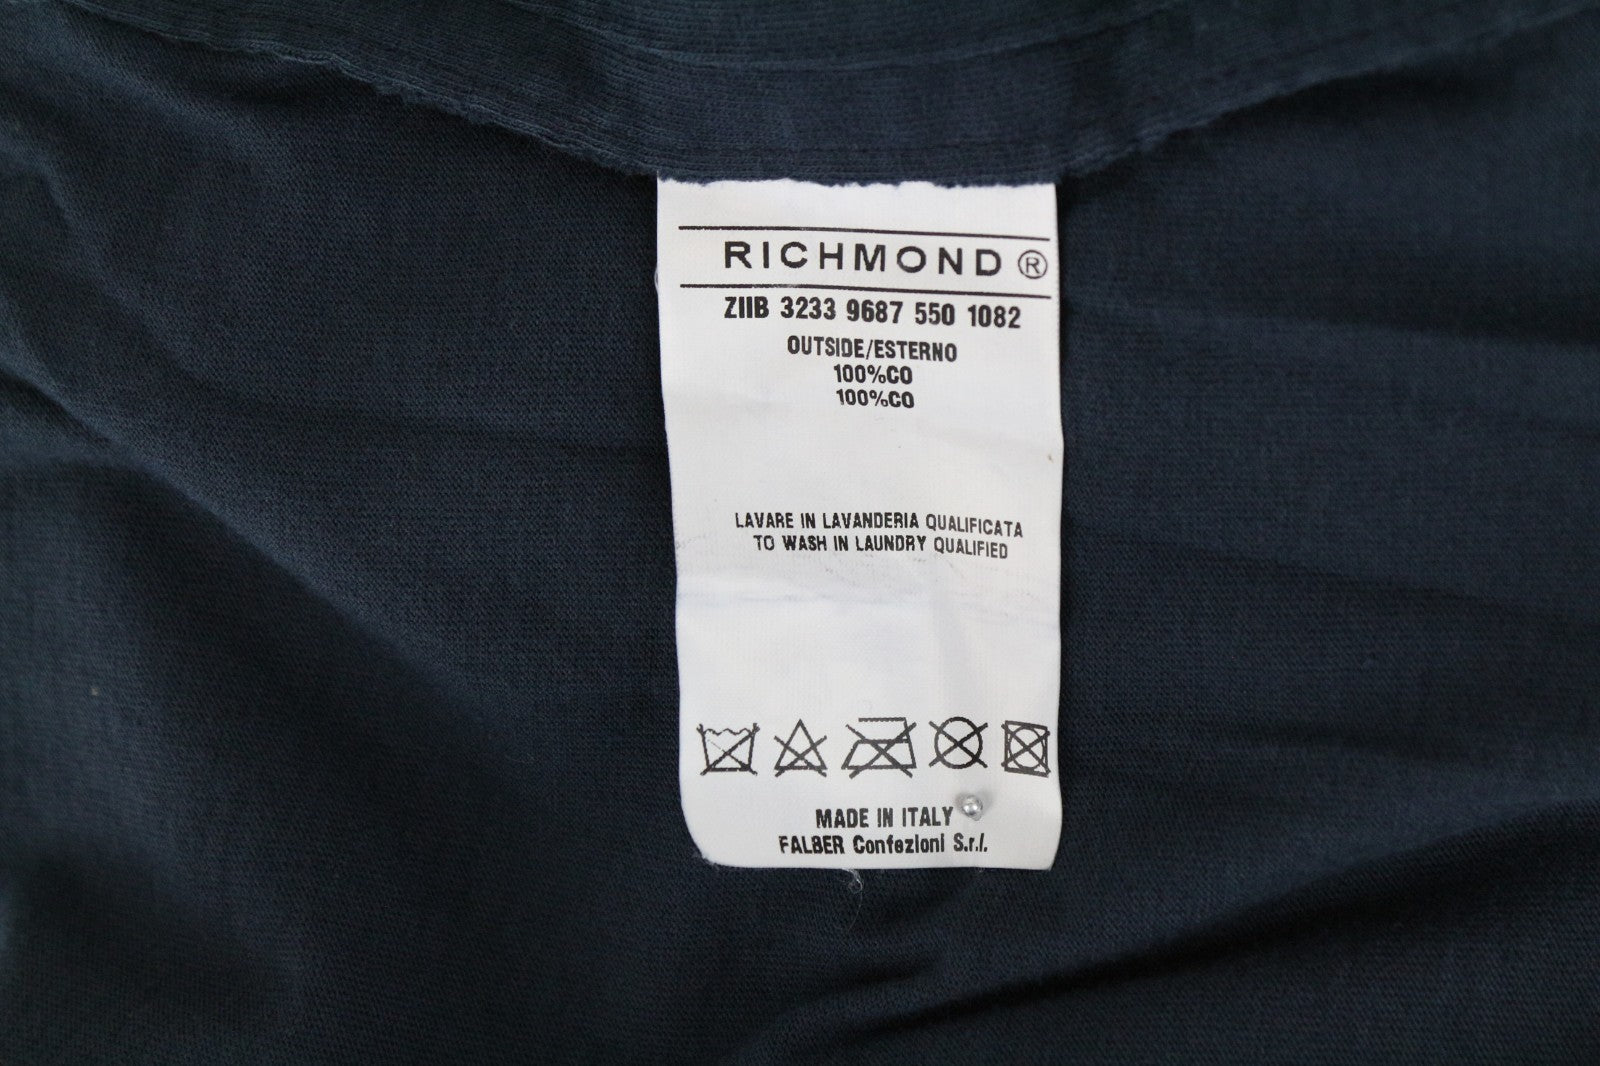 RICHMOND ®
ZIIB 3233 9687 550 1082
OUTSIDE/ESTERNO
100%CO
100%CO
LAVARE IN LAVANDERIA QUALIFICATA
TO WASH IN LAUNDRY QUALIFIED
MADE IN ITALY
FALBER Confezioni S.r.l.